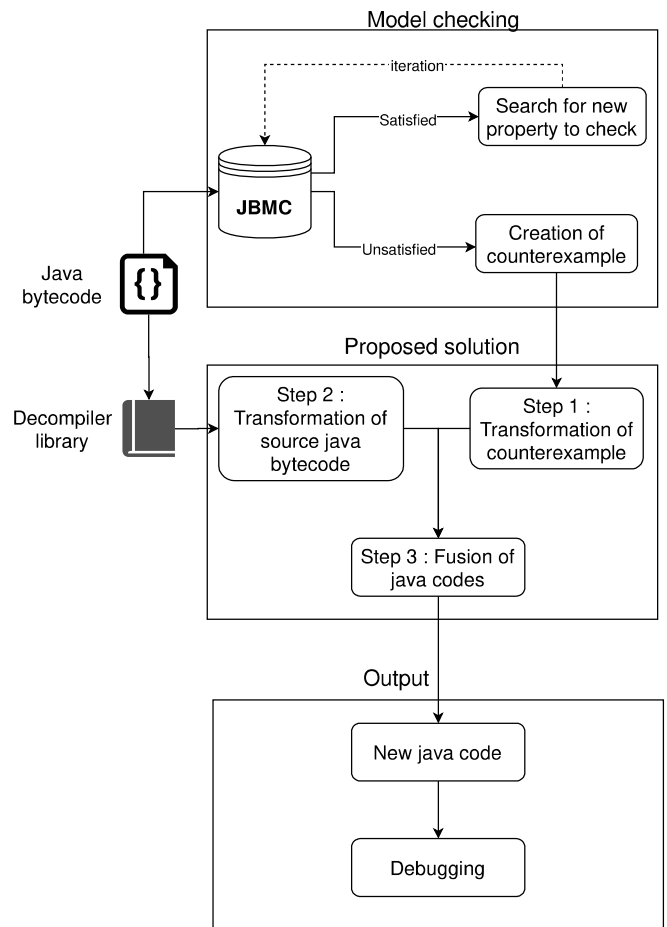 Model checking
iteration
Search for new
property to check
Satisfied
JBMC
Unsatisfied
Creation of
counterexample
Java
bytecode
{}
Proposed solution
Decompiler
library
Step 2 :
Transformation of
source java
bytecode
Step 1 :
Transformation of
counterexample
Step 3 : Fusion of
java codes
Output
New java code
Debugging